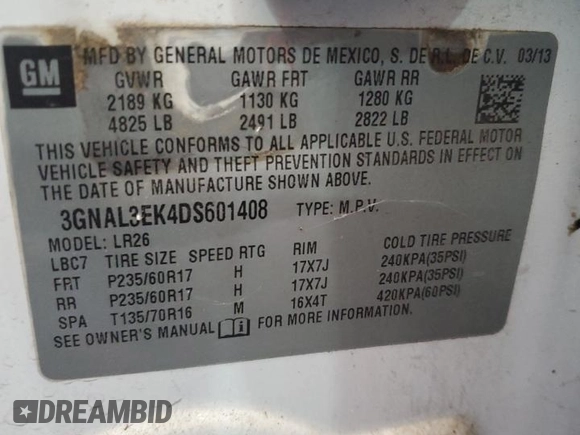 GM
MFD BY GENERAL MOTORS DE MEXICO, S. DE R.L. DE C.V. 03/13
GVWR GAWR FRT GAWR RR
2189 KG 1130 KG 1280 KG
4825 LB 2491 LB 2822 LB
THIS VEHICLE CONFORMS TO ALL APPLICABLE U.S. FEDERAL MOTOR
VEHICLE SAFETY AND THEFT PREVENTION STANDARDS IN EFFECT ON
THE DATE OF MANUFACTURE SHOWN ABOVE.
3GNAL3EK4DS601408 TYPE: M.P.V.
MODEL: LR26
LBC7 TIRE SIZE SPEED RTG RIM COLD TIRE PRESSURE
FRT P235/60R17 H 17X7J 240KPA(35PSI)
RR P235/60R17 H 17X7J 240KPA(35PSI)
SPA T135/70R16 M 16X4T 420KPA(60PSI)
SEE OWNER'S MANUAL FOR MORE INFORMATION.
DREAMBID